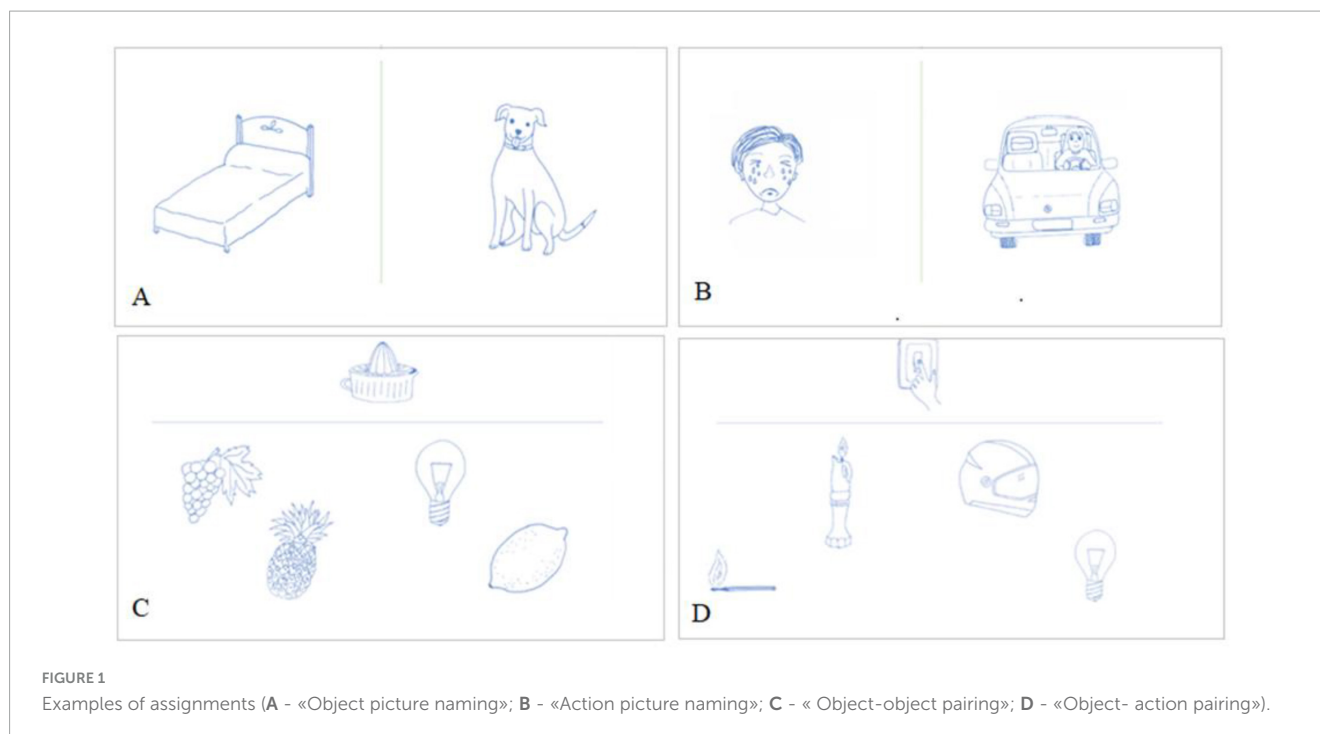 A
B
C
D
FIGURE 1
Examples of assignments (A - «Object picture naming»; B - «Action picture naming»; C - « Object-object pairing»; D - «Object- action pairing»).